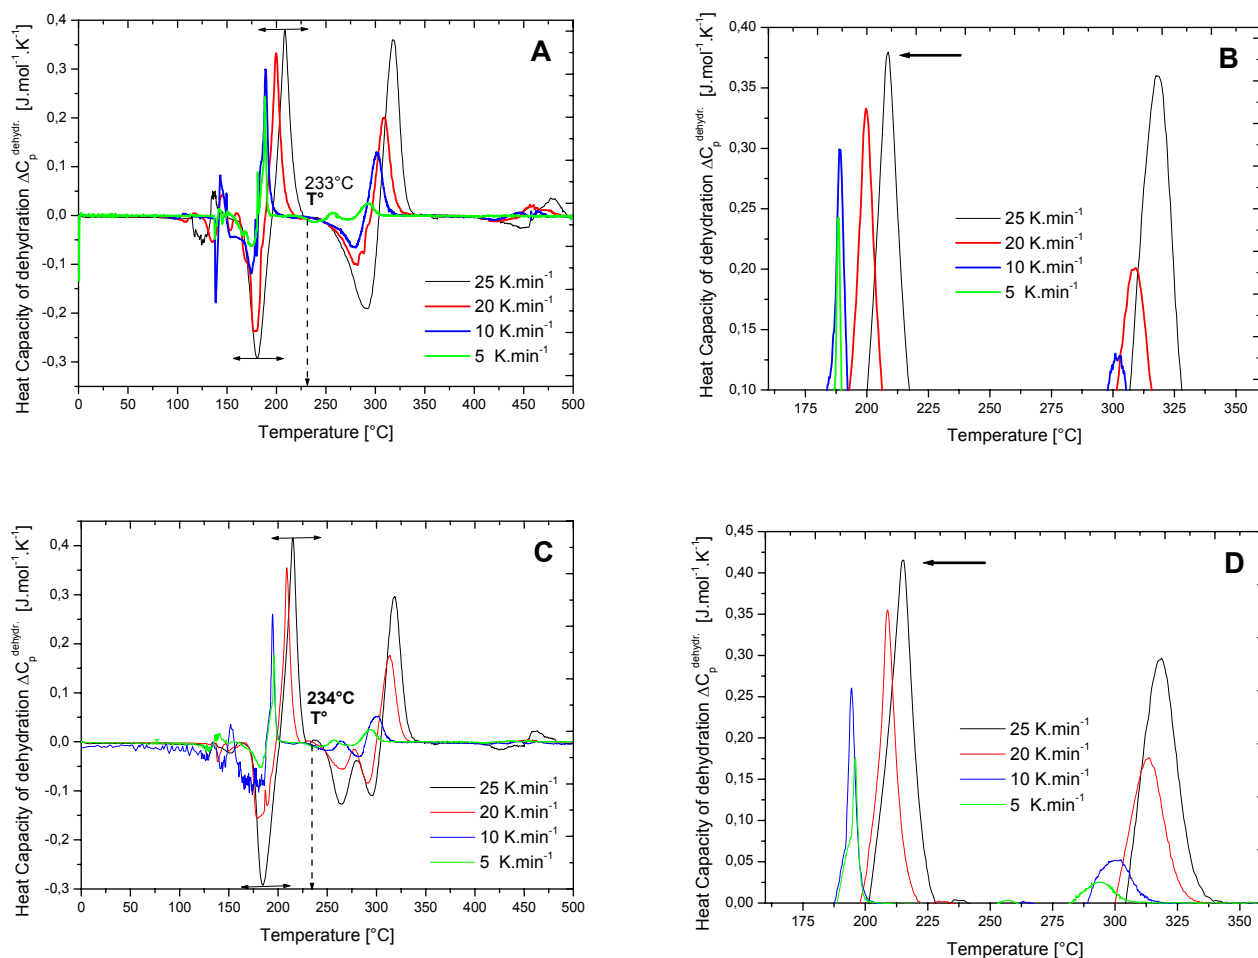 A
Heat Capacity of dehydration ΔCp^dehydr. [J.mol⁻¹.K⁻¹]
0,4
0,3
0,2
0,1
0,0
-0,1
-0,2
-0,3
233°C
T°
25 K.min⁻¹
20 K.min⁻¹
10 K.min⁻¹
5 K.min⁻¹
0 50 100 150 200 250 300 350 400 450 500
Temperature [°C]
B
Heat Capacity of dehydration ΔCp^dehydr. [J.mol⁻¹.K⁻¹]
0,40
0,35
0,30
0,25
0,20
0,15
0,10
25 K.min⁻¹
20 K.min⁻¹
10 K.min⁻¹
5 K.min⁻¹
175 200 225 250 275 300 325 350
Temperature [°C]
C
Heat Capacity of dehydration ΔCp^dehydr. [J.mol⁻¹.K⁻¹]
0,4
0,3
0,2
0,1
0,0
-0,1
-0,2
-0,3
234°C
T°
25 K.min⁻¹
20 K.min⁻¹
10 K.min⁻¹
5 K.min⁻¹
0 50 100 150 200 250 300 350 400 450 500
Temperature [°C]
D
Heat Capacity of dehydration ΔCp^dehydr. [J.mol⁻¹.K⁻¹]
0,45
0,40
0,35
0,30
0,25
0,20
0,15
0,10
0,05
0,00
25 K.min⁻¹
20 K.min⁻¹
10 K.min⁻¹
5 K.min⁻¹
175 200 225 250 275 300 325 350
Temperature [°C]